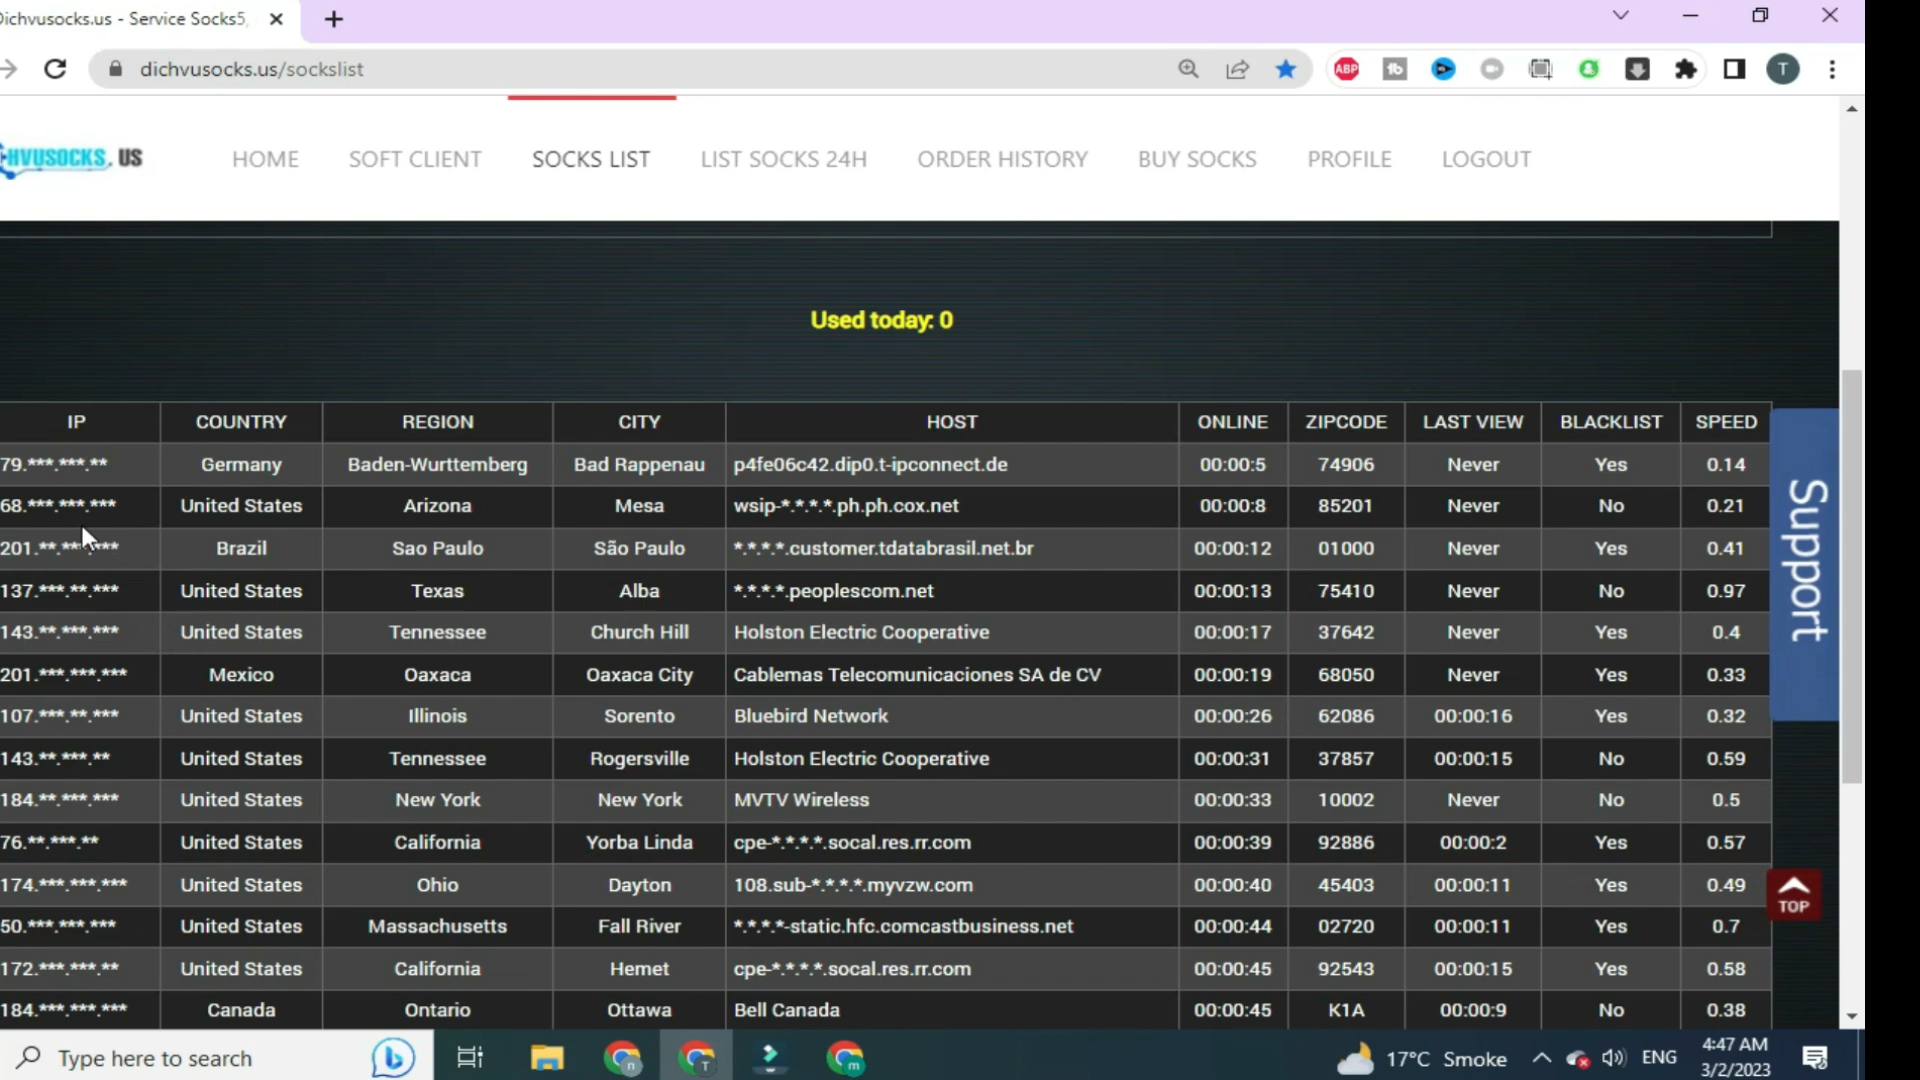 Dichvusocks.us - Service Socks5,
dichvusocks.us/sockslist
ABP
T
HVUSOCKS. US
HOME SOFT CLIENT SOCKS LIST LIST SOCKS 24H ORDER HISTORY BUY SOCKS PROFILE LOGOUT
Used today: 0
IP COUNTRY REGION CITY HOST ONLINE ZIPCODE LAST VIEW BLACKLIST SPEED
79.***.***.** Germany Baden-Wurttemberg Bad Rappenau p4fe06c42.dip0.t-ipconnect.de 00:00:5 74906 Never Yes 0.14
68.***.***.*** United States Arizona Mesa wsip-*.*.*.*.ph.ph.cox.net 00:00:8 85201 Never No 0.21
201.**.***.*** Brazil Sao Paulo São Paulo *.*.*.*.customer.tdatabrasil.net.br 00:00:12 01000 Never Yes 0.41
137.***.**.*** United States Texas Alba *.*.*.*.peoplescom.net 00:00:13 75410 Never No 0.97
143.**.***.*** United States Tennessee Church Hill Holston Electric Cooperative 00:00:17 37642 Never Yes 0.4
201.***.***.*** Mexico Oaxaca Oaxaca City Cablemas Telecomunicaciones SA de CV 00:00:19 68050 Never Yes 0.33
107.***.**.*** United States Illinois Sorento Bluebird Network 00:00:26 62086 00:00:16 Yes 0.32
143.**.***.** United States Tennessee Rogersville Holston Electric Cooperative 00:00:31 37857 00:00:15 No 0.59
184.**.***.*** United States New York New York MVTV Wireless 00:00:33 10002 Never No 0.5
76.**.***.** United States California Yorba Linda cpe-*.*.*.*.socal.res.rr.com 00:00:39 92886 00:00:2 Yes 0.57
174.***.***.*** United States Ohio Dayton 108.sub-*.*.*.*.myvzw.com 00:00:40 45403 00:00:11 Yes 0.49
50.***.***.*** United States Massachusetts Fall River *.*.*.*-static.hfc.comcastbusiness.net 00:00:44 02720 00:00:11 Yes 0.7
172.***.***.** United States California Hemet cpe-*.*.*.*.socal.res.rr.com 00:00:45 92543 00:00:15 Yes 0.58
184.***.***.*** Canada Ontario Ottawa Bell Canada 00:00:45 K1A 00:00:9 No 0.38
Support
TOP
Type here to search
17°C Smoke
ENG
4:47 AM
3/2/2023